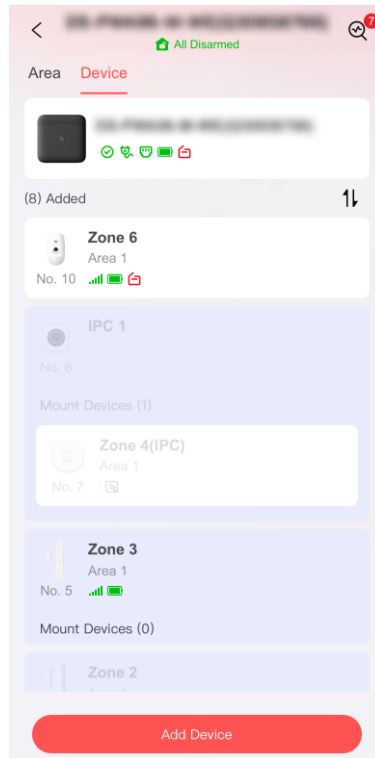 7
All Disarmed
Area Device
(8) Added
Zone 6
Area 1
No. 10
IPC 1
No. 6
Mount Devices (1)
Zone 4(IPC)
Area 1
No. 7
Zone 3
Area 1
No. 5
Mount Devices (0)
Zone 2
Add Device